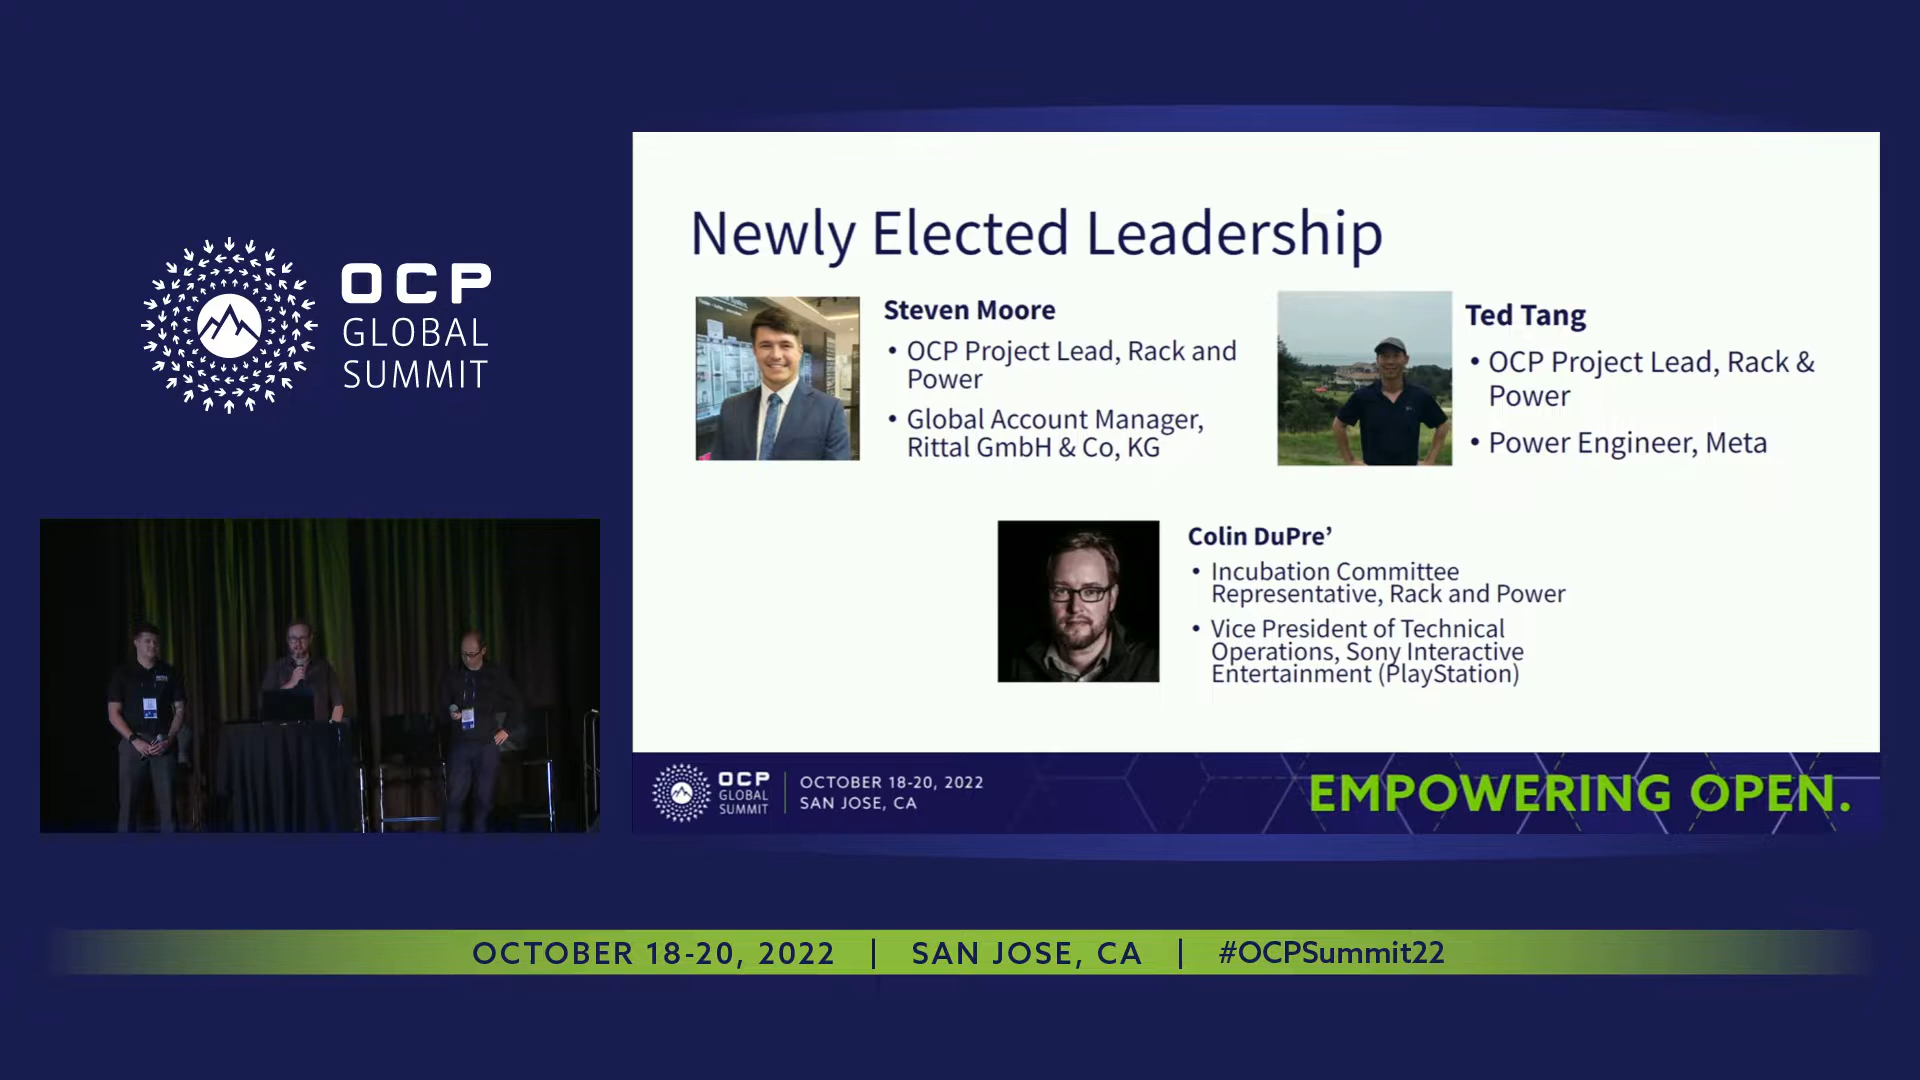 OCP
GLOBAL
SUMMIT
Newly Elected Leadership
Steven Moore
• OCP Project Lead, Rack and
Power
• Global Account Manager,
Rittal GmbH & Co, KG
Ted Tang
• OCP Project Lead, Rack &
Power
• Power Engineer, Meta
Colin DuPre’
• Incubation Committee
Representative, Rack and Power
• Vice President of Technical
Operations, Sony Interactive
Entertainment (PlayStation)
OCP
GLOBAL
SUMMIT
OCTOBER 18-20, 2022
SAN JOSE, CA
EMPOWERING OPEN.
OCTOBER 18-20, 2022 | SAN JOSE, CA | #OCPSummit22